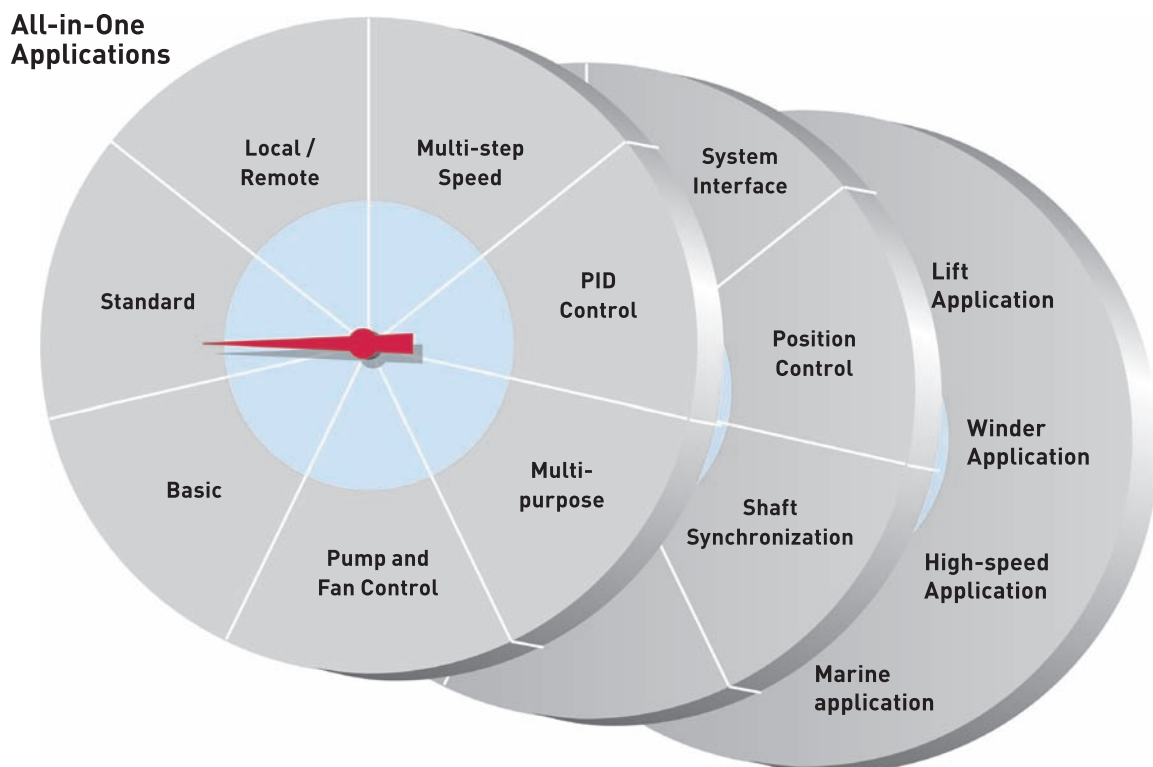 All-in-One
Applications
Local /
Remote
Multi-step
Speed
System
Interface
Standard
PID
Control
Lift
Application
Position
Control
Winder
Application
Basic
Multi-
purpose
Shaft
Synchronization
Pump and
Fan Control
High-speed
Application
Marine
application